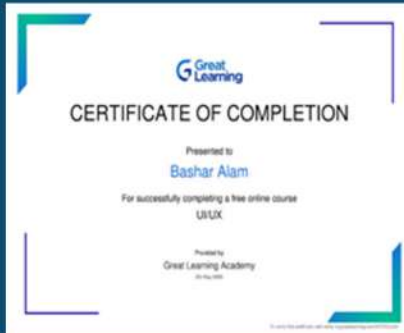 Great
Learning
CERTIFICATE OF COMPLETION
Presented to
Bashar Alam
For successfully completing a free online course
UI/UX
Provided by
Great Learning Academy